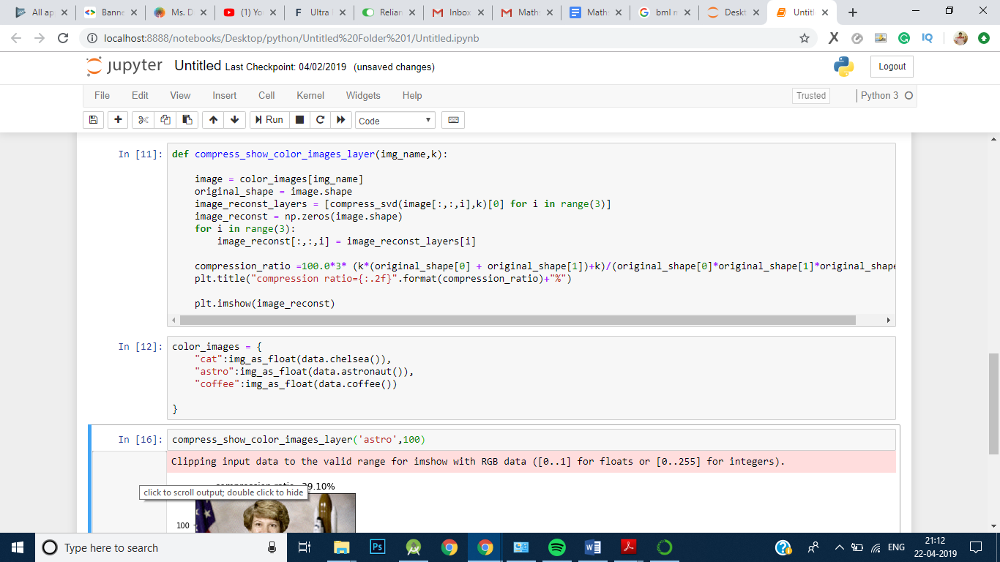 All ap
Banne
Ms. D
(1) Yo
Ultra
Relian
Inbox
Maths
Maths
bml n
Deskt
Untitl
localhost:8888/notebooks/Desktop/python/Untitled%20Folder%201/Untitled.ipynb
jupyter Untitled Last Checkpoint: 04/02/2019 (unsaved changes)
Logout
File Edit View Insert Cell Kernel Widgets Help
Trusted | Python 3
Run Code
In [11]: def compress_show_color_images_layer(img_name,k):
image = color_images[img_name]
original_shape = image.shape
image_reconst_layers = [compress_svd(image[:,:,i],k)[0] for i in range(3)]
image_reconst = np.zeros(image.shape)
for i in range(3):
image_reconst[:,:,i] = image_reconst_layers[i]
compression_ratio =100.0*3* (k*(original_shape[0] + original_shape[1])+k)/(original_shape[0]*original_shape[1]*original_shape
plt.title("compression ratio={:.2f}".format(compression_ratio)+"%")
plt.imshow(image_reconst)
In [12]: color_images = {
"cat":img_as_float(data.chelsea()),
"astro":img_as_float(data.astronaut()),
"coffee":img_as_float(data.coffee())
}
In [16]: compress_show_color_images_layer('astro',100)
Clipping input data to the valid range for imshow with RGB data ([0..1] for floats or [0..255] for integers).
9.10%
click to scroll output; double click to hide
100
Type here to search
ENG
21:12
22-04-2019